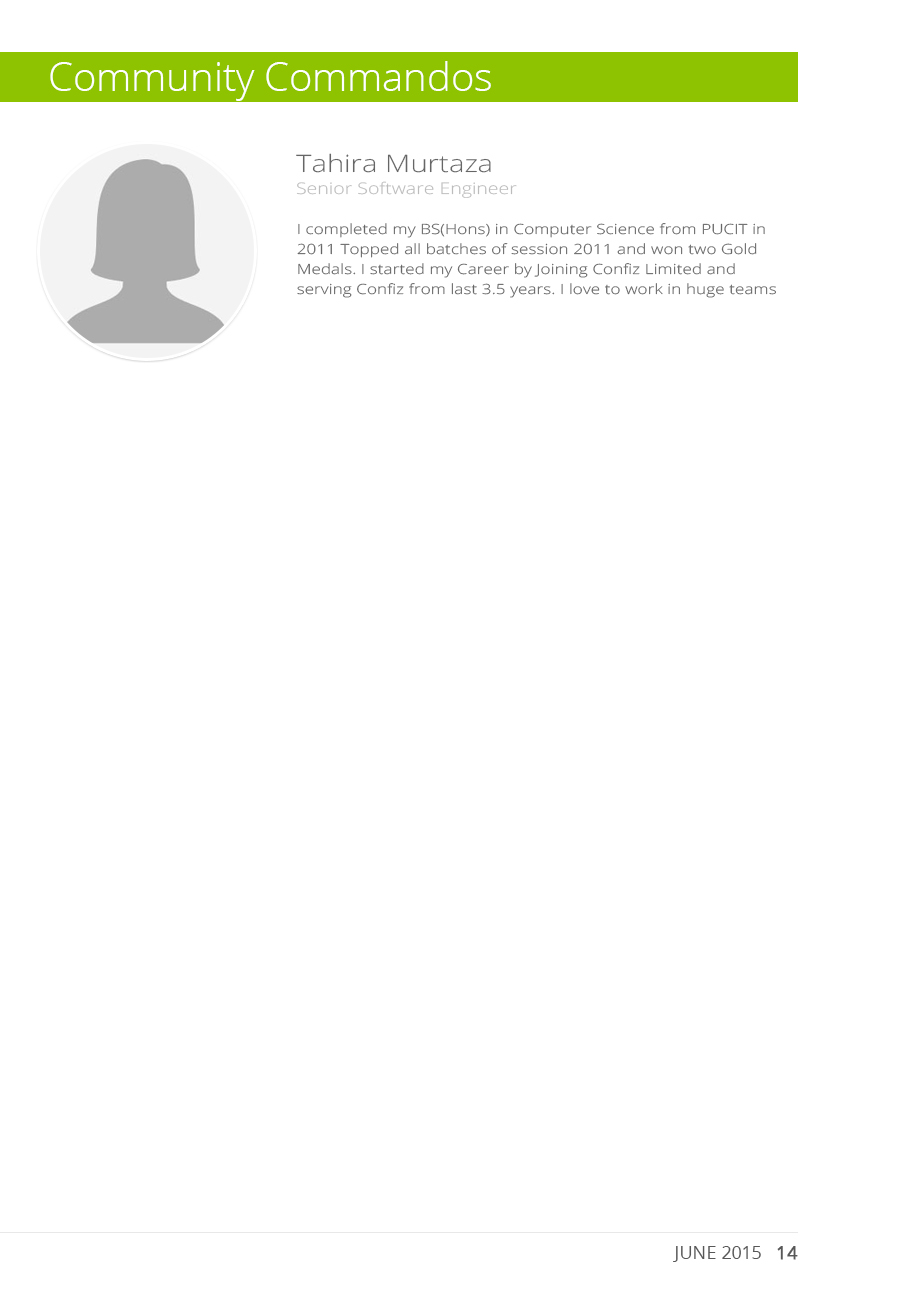 Community Commandos
Tahira Murtaza
Senior Software Engineer
I completed my BS(Hons) in Computer Science from PUCIT in
2011 Topped all batches of session 2011 and won two Gold
Medals. I started my Career by Joining Confiz Limited and
serving Confiz from last 3.5 years. I love to work in huge teams
JUNE 2015 14